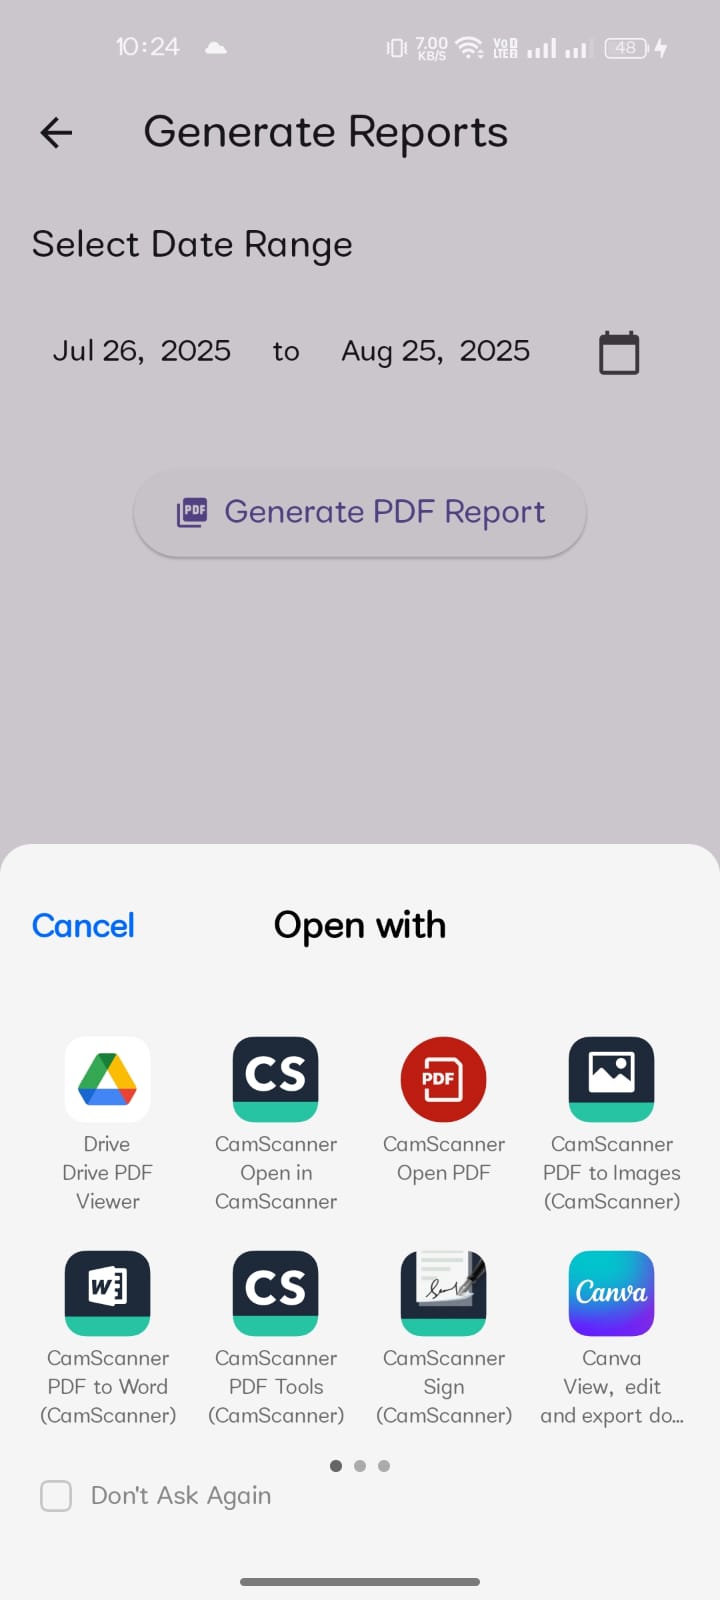 10:24 7.00 KB/S Vo LTE 48
Generate Reports
Select Date Range
Jul 26, 2025 to Aug 25, 2025
PDF Generate PDF Report
Cancel Open with
CS PDF
Drive CamScanner CamScanner CamScanner
Drive PDF Open in Open PDF PDF to Images
Viewer CamScanner (CamScanner)
W CS Canva
CamScanner CamScanner CamScanner Canva
PDF to Word PDF Tools Sign View, edit
(CamScanner) (CamScanner) (CamScanner) and export do...
Don't Ask Again